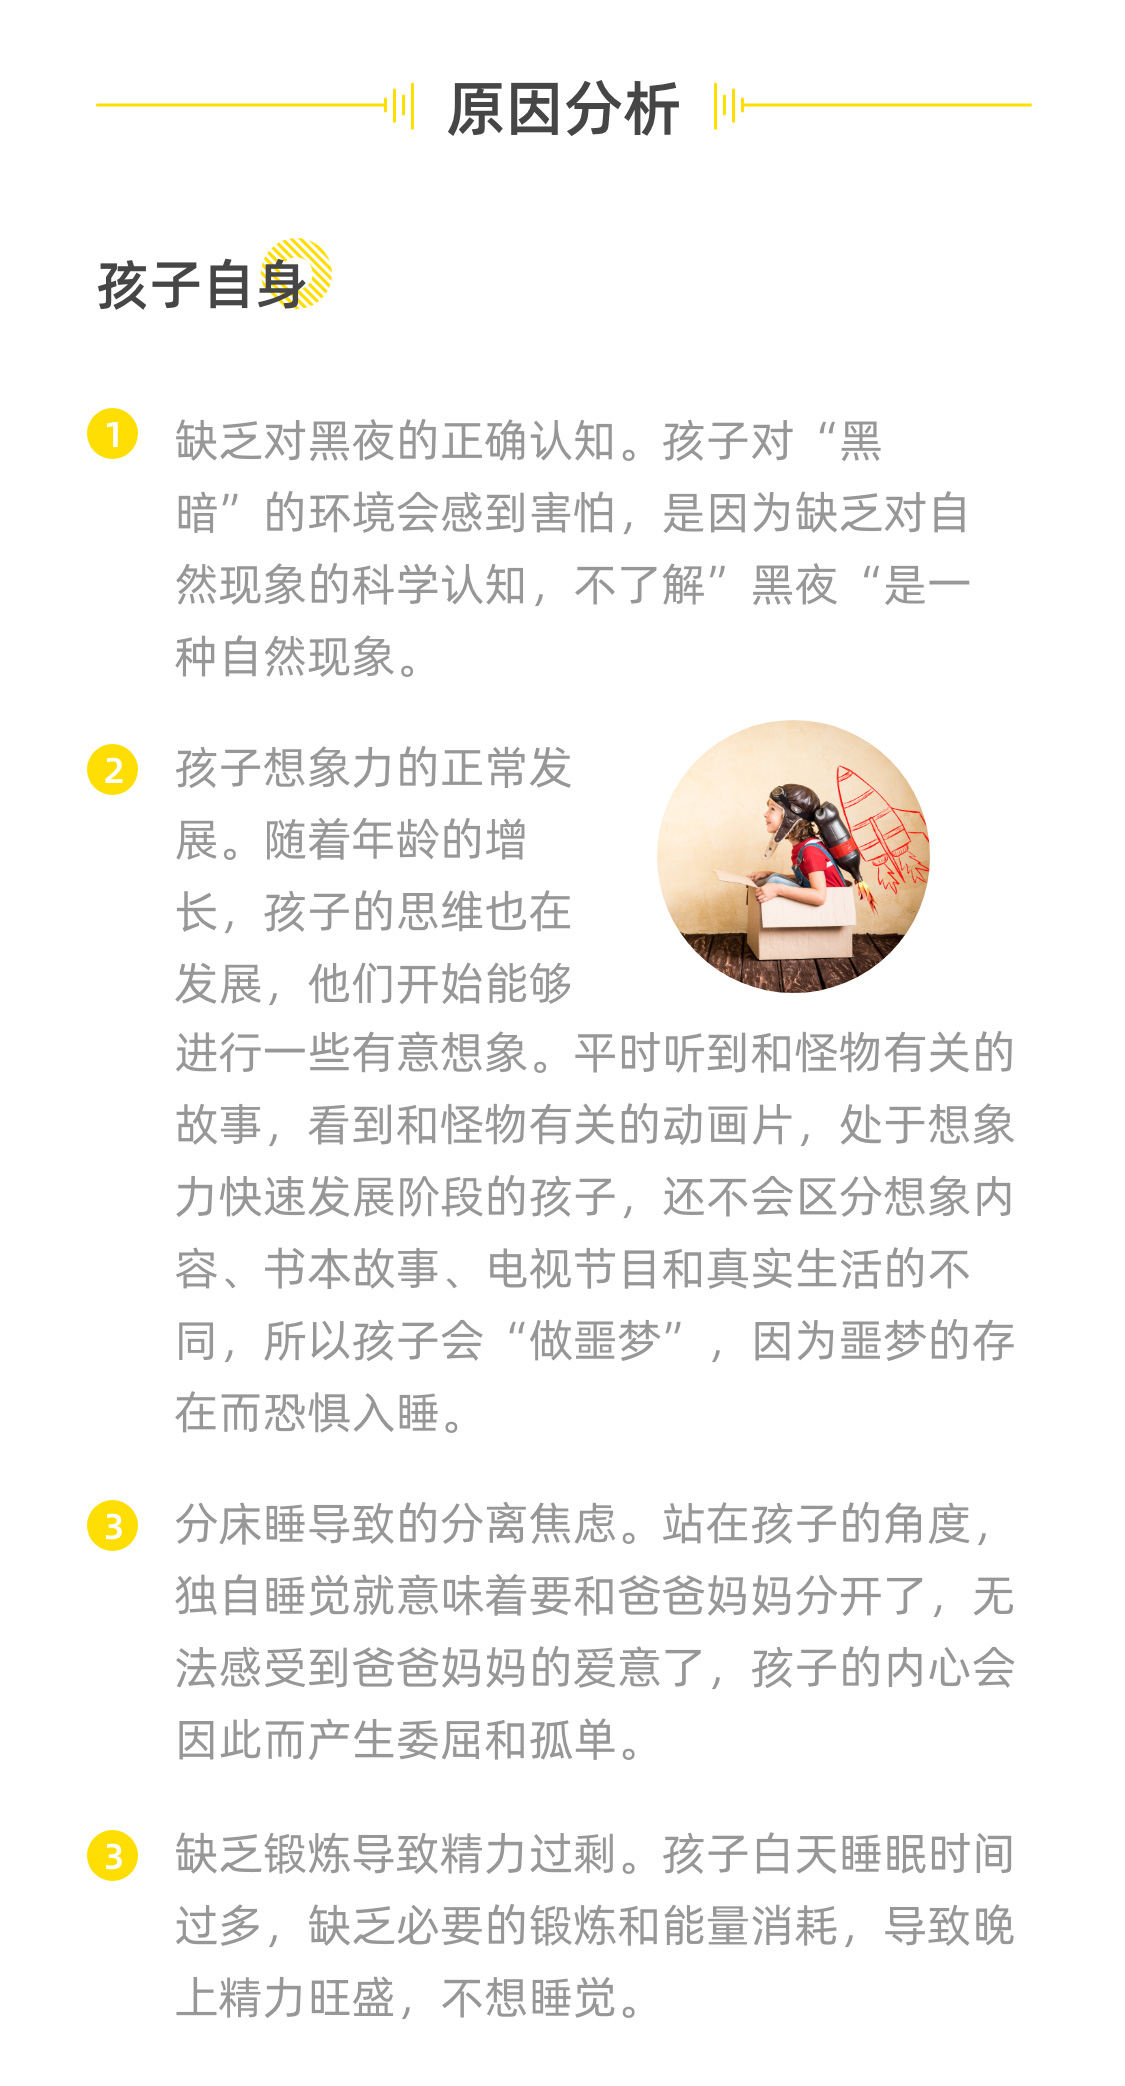 原因分析
孩子自身
1
缺乏对黑夜的正确认知。孩子对“黑
暗”的环境会感到害怕，是因为缺乏对自
然现象的科学认知，不了解”黑夜“是一
种自然现象。
2
孩子想象力的正常发
展。随着年龄的增
长，孩子的思维也在
发展，他们开始能够
进行一些有意想象。平时听到和怪物有关的
故事，看到和怪物有关的动画片，处于想象
力快速发展阶段的孩子，还不会区分想象内
容、书本故事、电视节目和真实生活的不
同，所以孩子会“做噩梦”，因为噩梦的存
在而恐惧入睡。
3
分床睡导致的分离焦虑。站在孩子的角度，
独自睡觉就意味着要和爸爸妈妈分开了，无
法感受到爸爸妈妈的爱意了，孩子的内心会
因此而产生委屈和孤单。
3
缺乏锻炼导致精力过剩。孩子白天睡眠时间
过多，缺乏必要的锻炼和能量消耗，导致晚
上精力旺盛，不想睡觉。